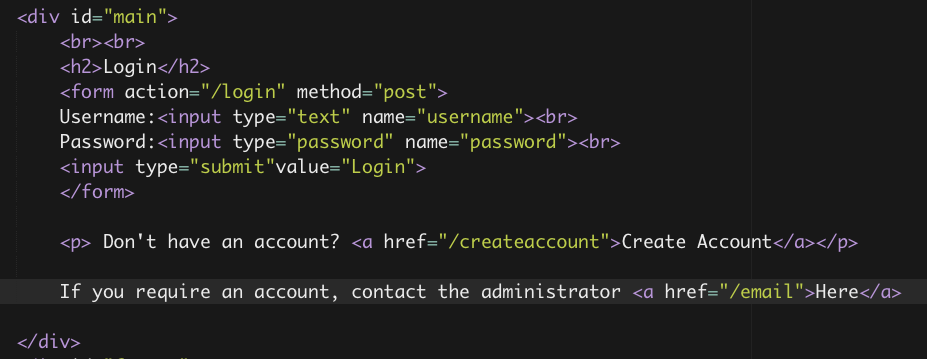 <div id="main">
<br><br>
<h2>Login</h2>
<form action="/login" method="post">
Username:<input type="text" name="username"><br>
Password:<input type="password" name="password"><br>
<input type="submit"value="Login">
</form>
<p> Don't have an account? <a href="/createaccount">Create Account</a></p>
If you require an account, contact the administrator <a href="/email">Here</a>
</div>